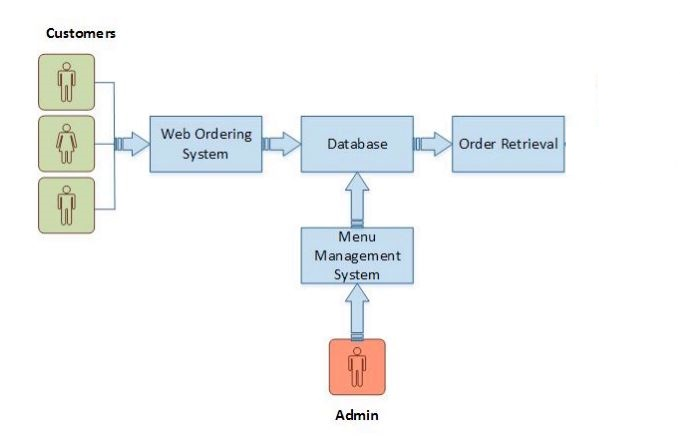 Customers
Web Ordering
System
Database
Order Retrieval
Menu
Management
System
Admin